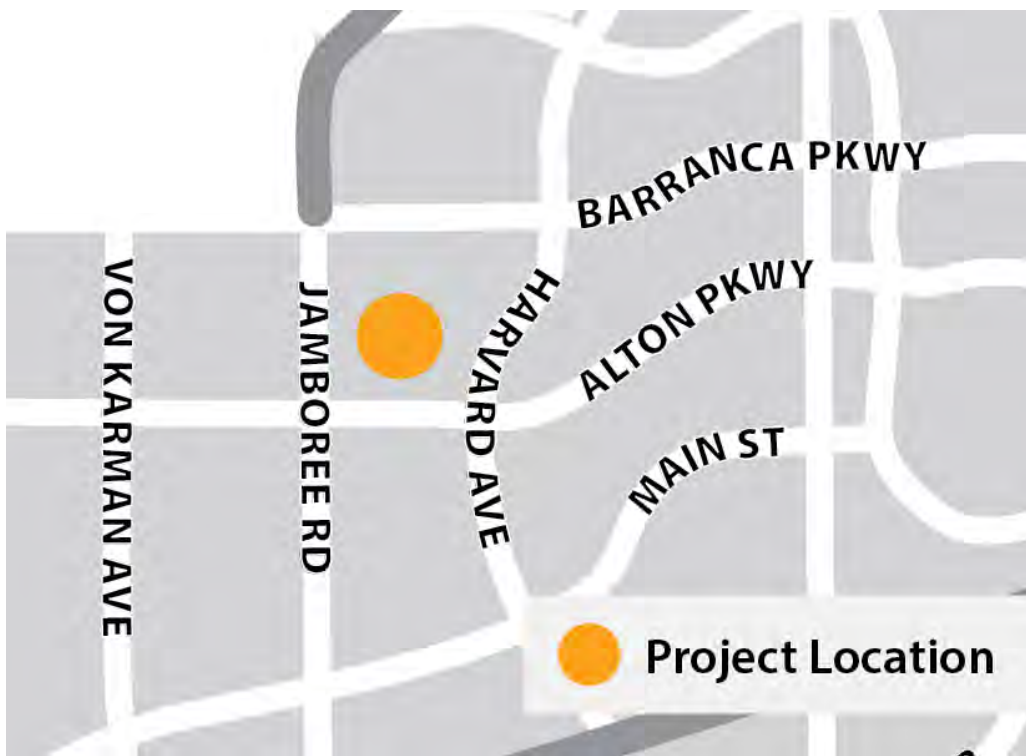 BARRANCA PKWY
VON KARMAN AVE
JAMBOREE RD
HARVARD AVE
ALTON PKWY
MAIN ST
Project Location